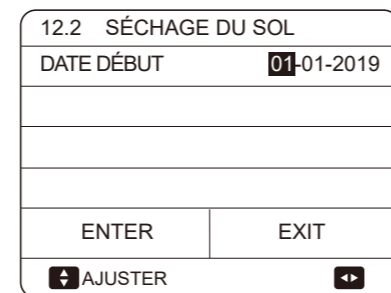 12.2 SÉCHAGE DU SOL
DATE DÉBUT 01-01-2019
ENTER EXIT
AJUSTER